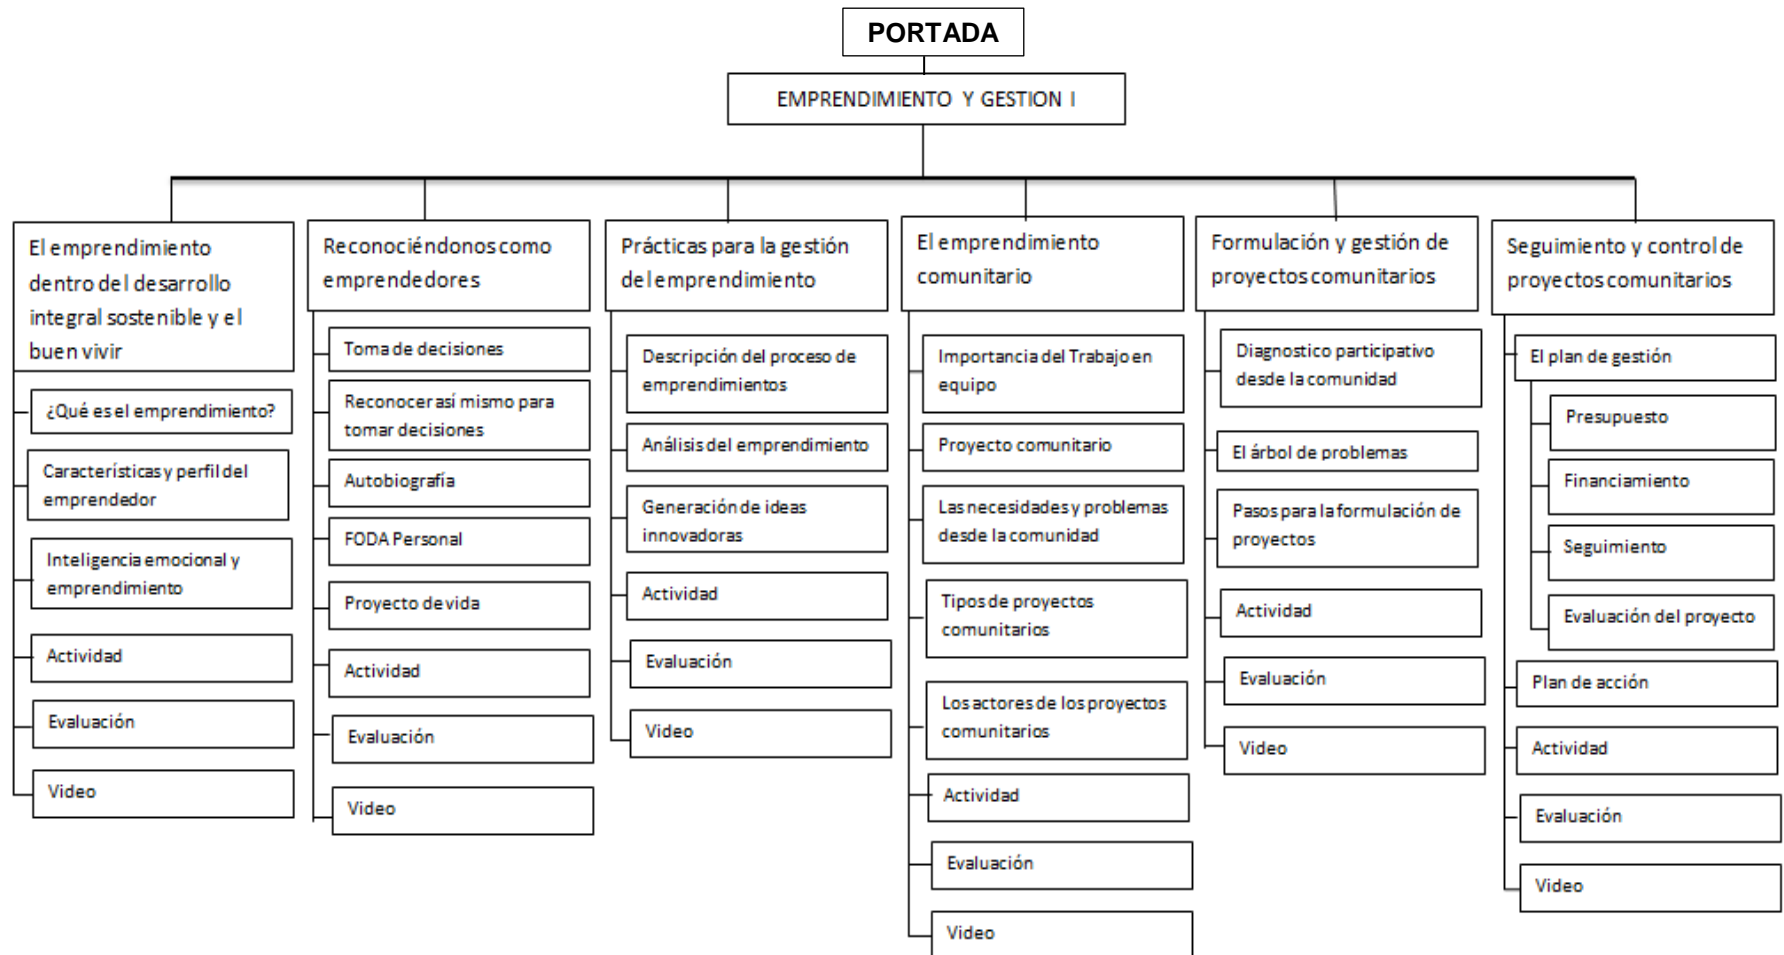 PORTADA
EMPRENDIMIENTO Y GESTION I
El emprendimiento
dentro del desarrollo
integral sostenible y el
buen vivir
¿Qué es el emprendimiento?
Características y perfil del
emprendedor
Inteligencia emocional y
emprendimiento
Actividad
Evaluación
Video
Reconociéndonos como
emprendedores
Toma de decisiones
Reconocer así mismo para
tomar decisiones
Autobiografía
FODA Personal
Proyecto de vida
Actividad
Evaluación
Video
Prácticas para la gestión
del emprendimiento
Descripción del proceso de
emprendimientos
Análisis del emprendimiento
Generación de ideas
innovadoras
Actividad
Evaluación
Video
El emprendimiento
comunitario
Importancia del Trabajo en
equipo
Proyecto comunitario
Las necesidades y problemas
desde la comunidad
Tipos de proyectos
comunitarios
Los actores de los proyectos
comunitarios
Actividad
Evaluación
Video
Formulación y gestión de
proyectos comunitarios
Diagnostico participativo
desde la comunidad
El árbol de problemas
Pasos para la formulación de
proyectos
Actividad
Evaluación
Video
Seguimiento y control de
proyectos comunitarios
El plan de gestión
Presupuesto
Financiamiento
Seguimiento
Evaluación del proyecto
Plan de acción
Actividad
Evaluación
Video